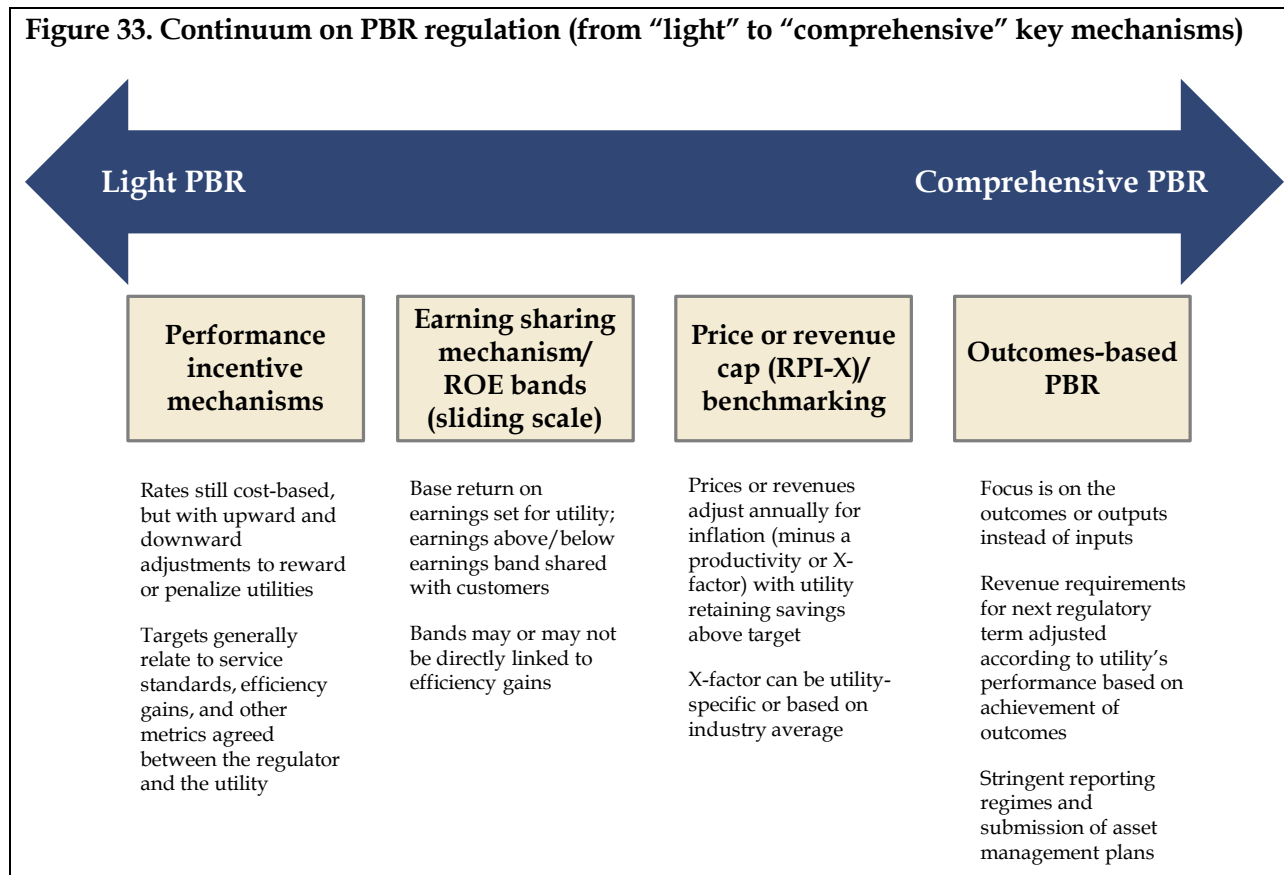 Figure 33. Continuum on PBR regulation (from “light” to “comprehensive” key mechanisms)
Light PBR
Comprehensive PBR
Performance
incentive
mechanisms
Rates still cost-based,
but with upward and
downward
adjustments to reward
or penalize utilities
Targets generally
relate to service
standards, efficiency
gains, and other
metrics agreed
between the regulator
and the utility
Earning sharing
mechanism/
ROE bands
(sliding scale)
Base return on
earnings set for utility;
earnings above/below
earnings band shared
with customers
Bands may or may not
be directly linked to
efficiency gains
Price or revenue
cap (RPI-X)/
benchmarking
Prices or revenues
adjust annually for
inflation (minus a
productivity or X-
factor) with utility
retaining savings
above target
X-factor can be utility-
specific or based on
industry average
Outcomes-based
PBR
Focus is on the
outcomes or outputs
instead of inputs
Revenue requirements
for next regulatory
term adjusted
according to utility’s
performance based on
achievement of
outcomes
Stringent reporting
regimes and
submission of asset
management plans